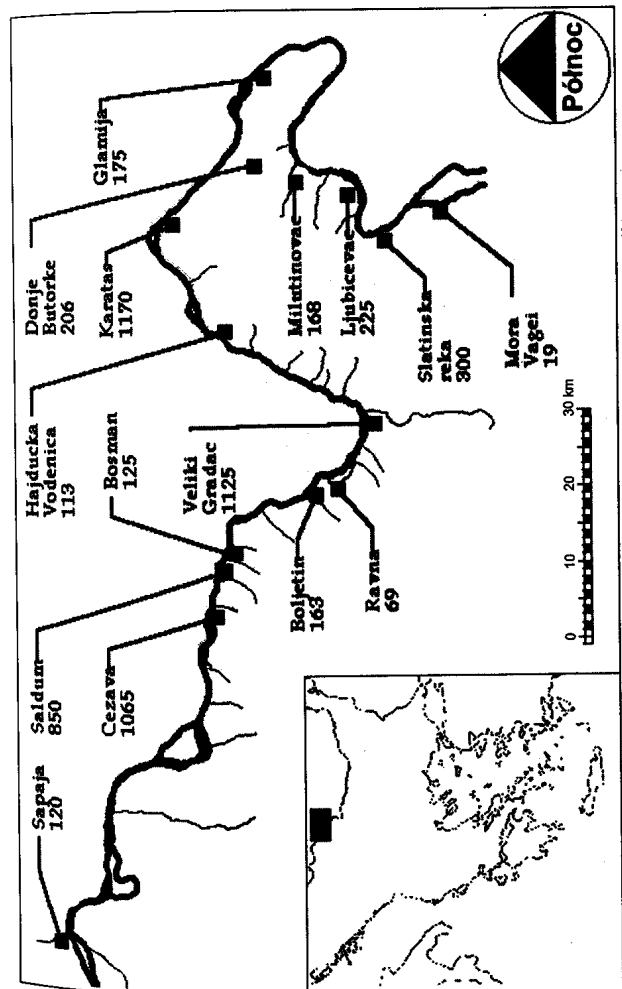 Sapaja
120
Saldum
850
Cezava
1065
Hajducka
Vodenica
113
Bosman
125
Veliki
Gradac
1125
Boljetin
163
Ravna
69
Donje
Butorke
206
Karatas
1170
Glamija
175
Milutinovac
168
Ljubicevac
225
Slatinska
reka
300
Mora
Vagei
19
0
10
20
30 km
Północ